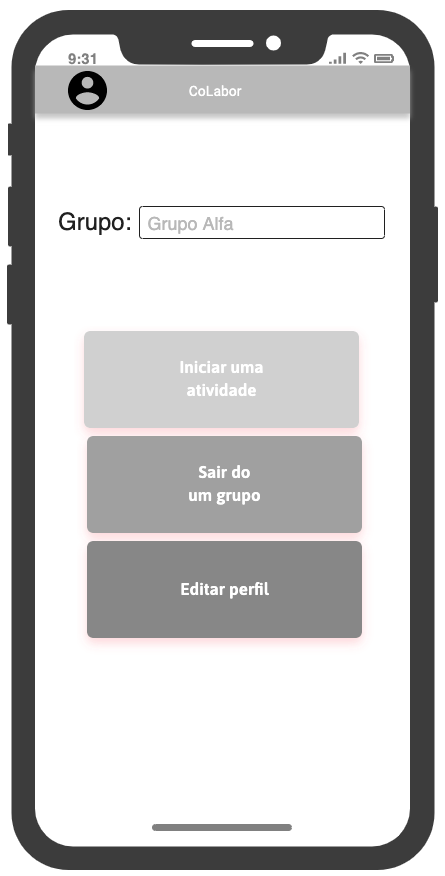 9:31
CoLabor
Grupo: Grupo Alfa
Iniciar uma
atividade
Sair do
um grupo
Editar perfil